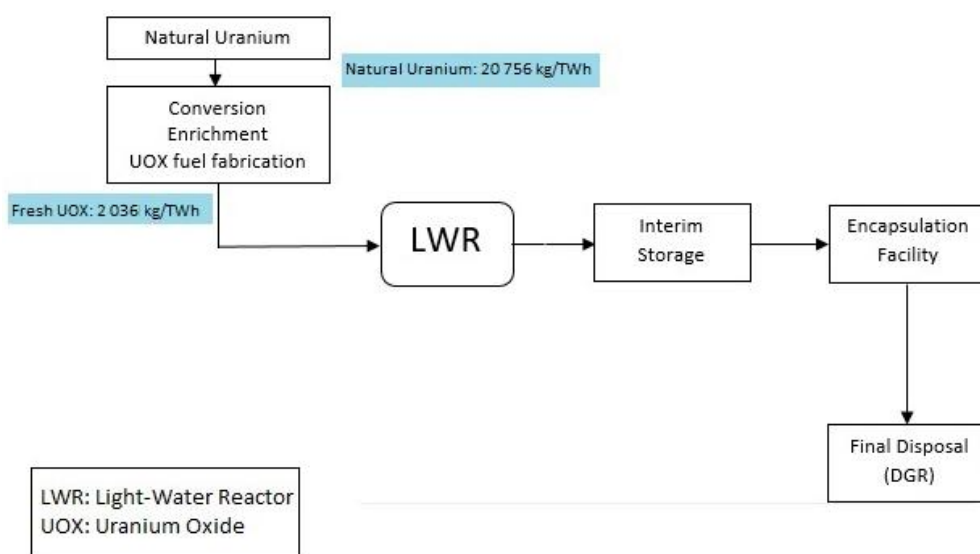 Natural Uranium
Natural Uranium: 20 756 kg/TWh
Conversion
Enrichment
UOX fuel fabrication
Fresh UOX: 2 036 kg/TWh
LWR
Interim
Storage
Encapsulation
Facility
Final Disposal
(DGR)
LWR: Light-Water Reactor
UOX: Uranium Oxide